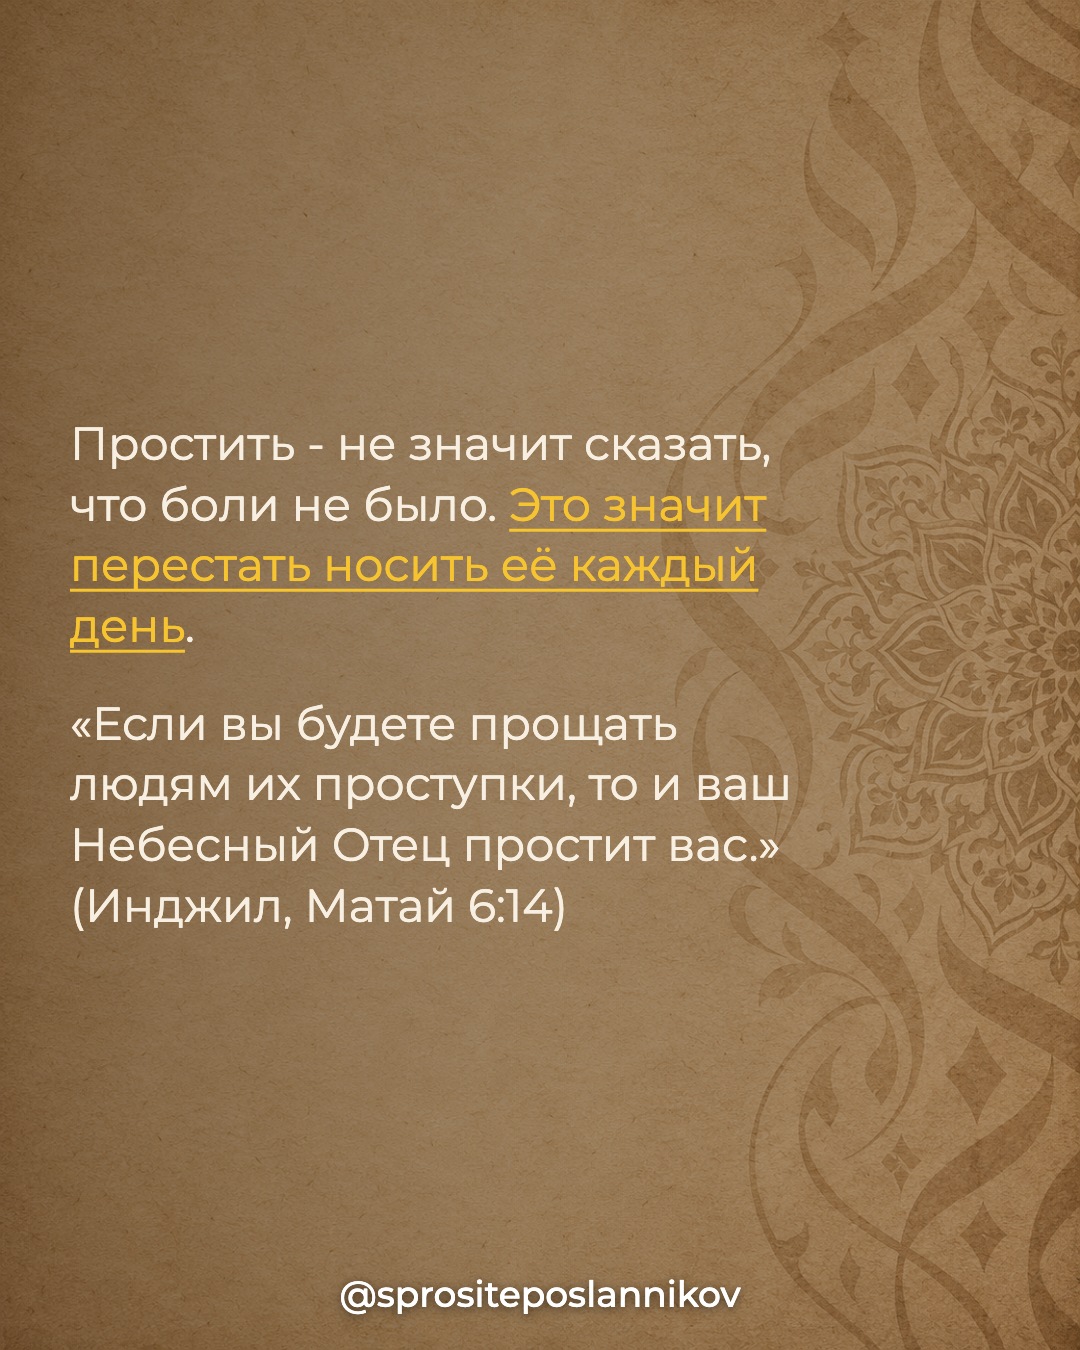 Простить - не значит сказать,
что боли не было. Это значит
перестать носить её каждый
день.
«Если вы будете прощать
людям их проступки, то и ваш
Небесный Отец простит вас.»
(Инджил, Матай 6:14)
@sprositeposlannikov